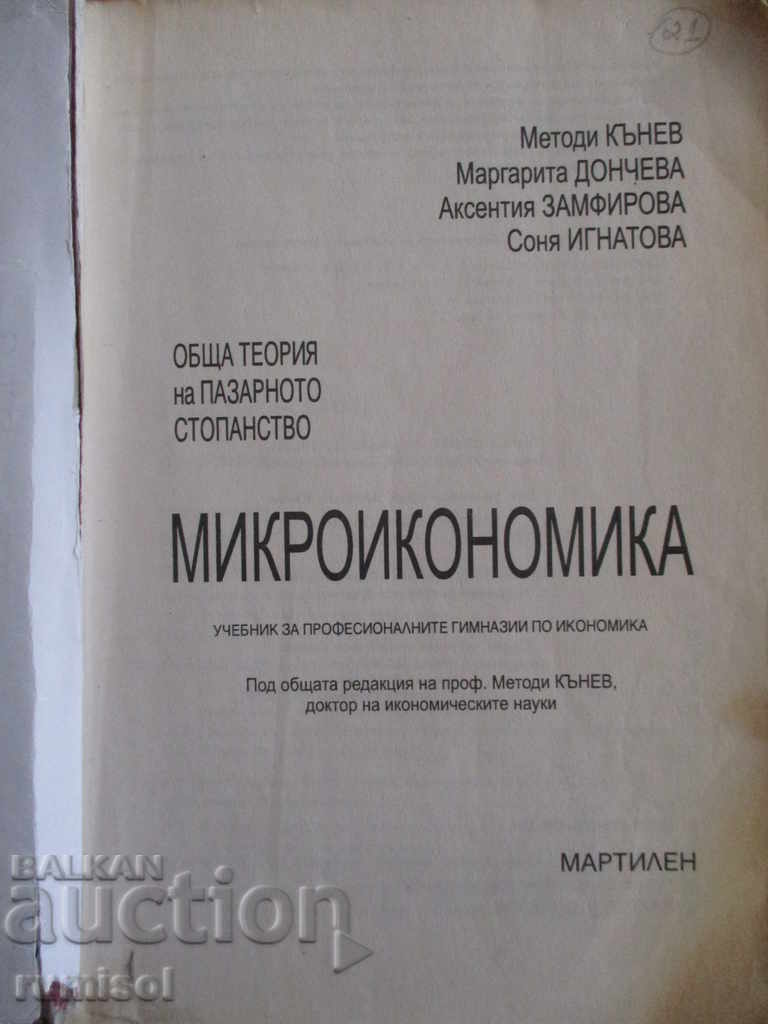 21
Методи КЪНЕВ
Маргарита ДОНЧЕВА
Аксентия ЗАМФИРОВА
Соня ИГНАТОВА
ОБЩА ТЕОРИЯ
на ПАЗАРНОТО
СТОПАНСТВО
МИКРОИКОНОМИКА
УЧЕБНИК ЗА ПРОФЕСИОНАЛНИТЕ ГИМНАЗИИ ПО ИКОНОМИКА
Под общата редакция на проф. Методи КЪНЕВ,
доктор на икономическите науки
МАРТИЛЕН
BALKAN
auction
rumisol